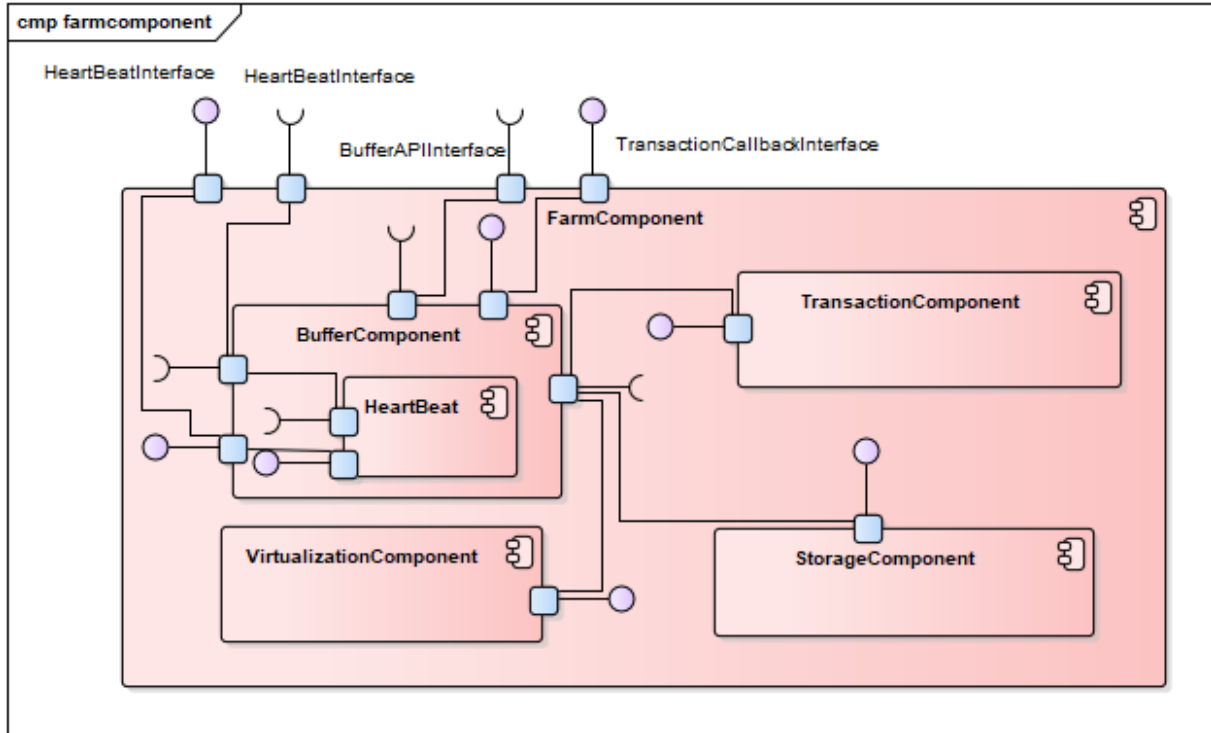 cmp farmcomponent
HeartBeatInterface
HeartBeatInterface
BufferAPIInterface
TransactionCallbackInterface
FarmComponent
TransactionComponent
BufferComponent
HeartBeat
VirtualizationComponent
StorageComponent